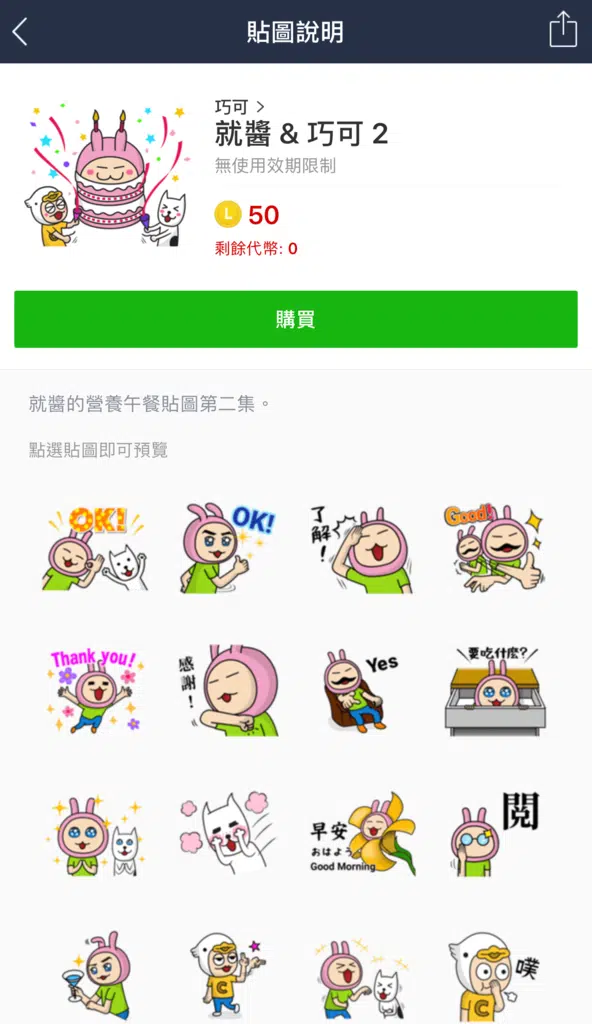 貼圖說明
巧可 >
就醬 & 巧可 2
無使用效期限制
L 50
剩餘代幣: 0
購買
就醬的營養午餐貼圖第二集。
點選貼圖即可預覽
OK!
OK!
了解!
Good!
Thank you!
感謝!
Yes
要吃什麼?
早安
おはよう
Good Morning
閱
C
噗
C